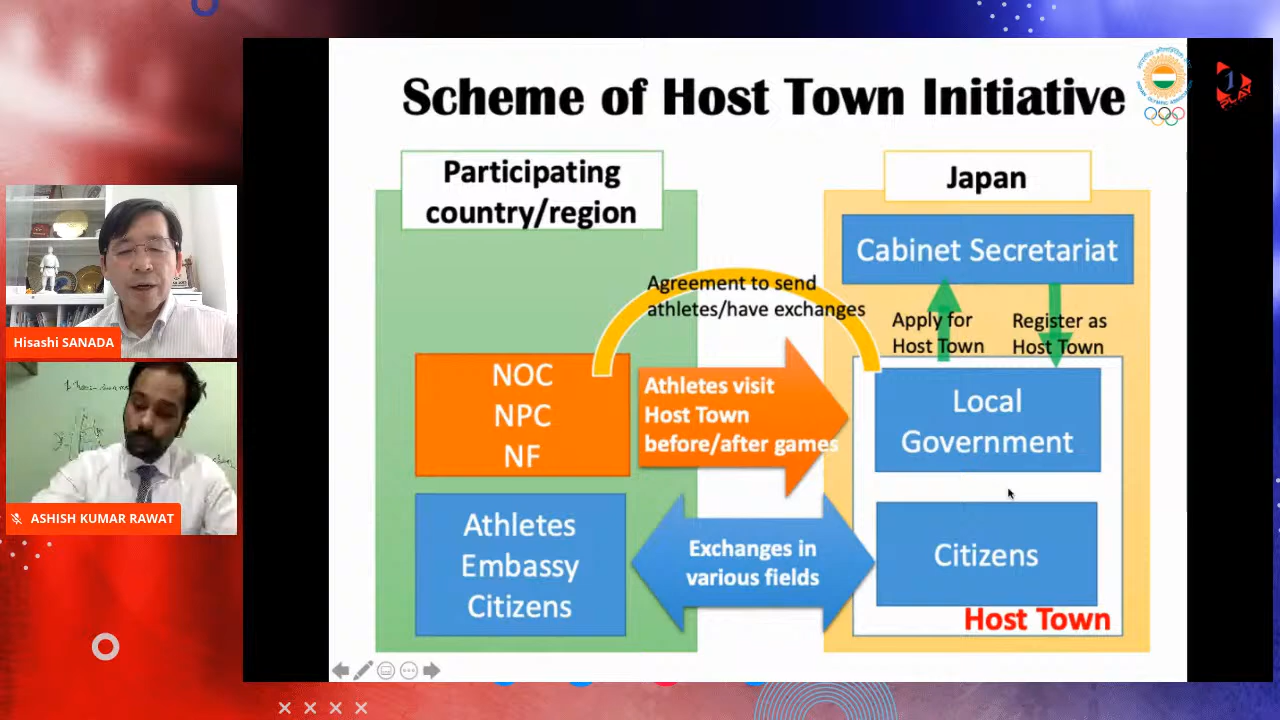 Scheme of Host Town Initiative
Participating
country/region
Japan
Cabinet Secretariat
Agreement to send
athletes/have exchanges
Apply for
Host Town
Register as
Host Town
NOC
NPC
NF
Athletes visit
Host Town
before/after games
Local
Government
Athletes
Embassy
Citizens
Exchanges in
various fields
Citizens
Host Town
Hisashi SANADA
ASHISH KUMAR RAWAT
1
PLAY